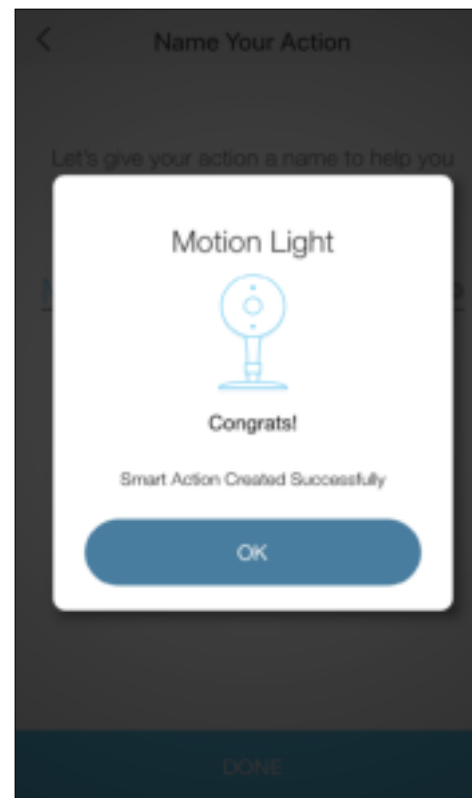 Name Your Action
Let's give your action a name to help you
Motion Light
Congrats!
Smart Action Created Successfully
OK
DONE